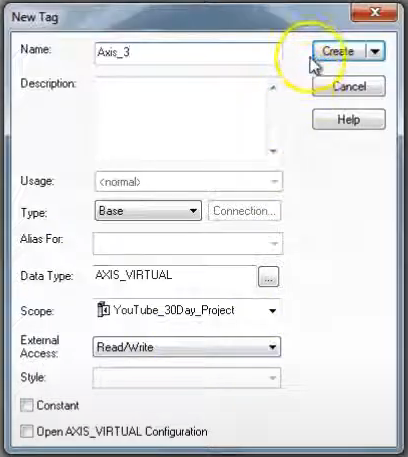 New Tag
Name: Axis_3 Create
Description: Cancel
Help
Usage: <normal>
Type: Base Connection...
Alias For:
Data Type: AXIS_VIRTUAL ...
Scope: YouTube_30Day_Project
External
Access: Read/Write
Style:
Constant
Open AXIS_VIRTUAL Configuration